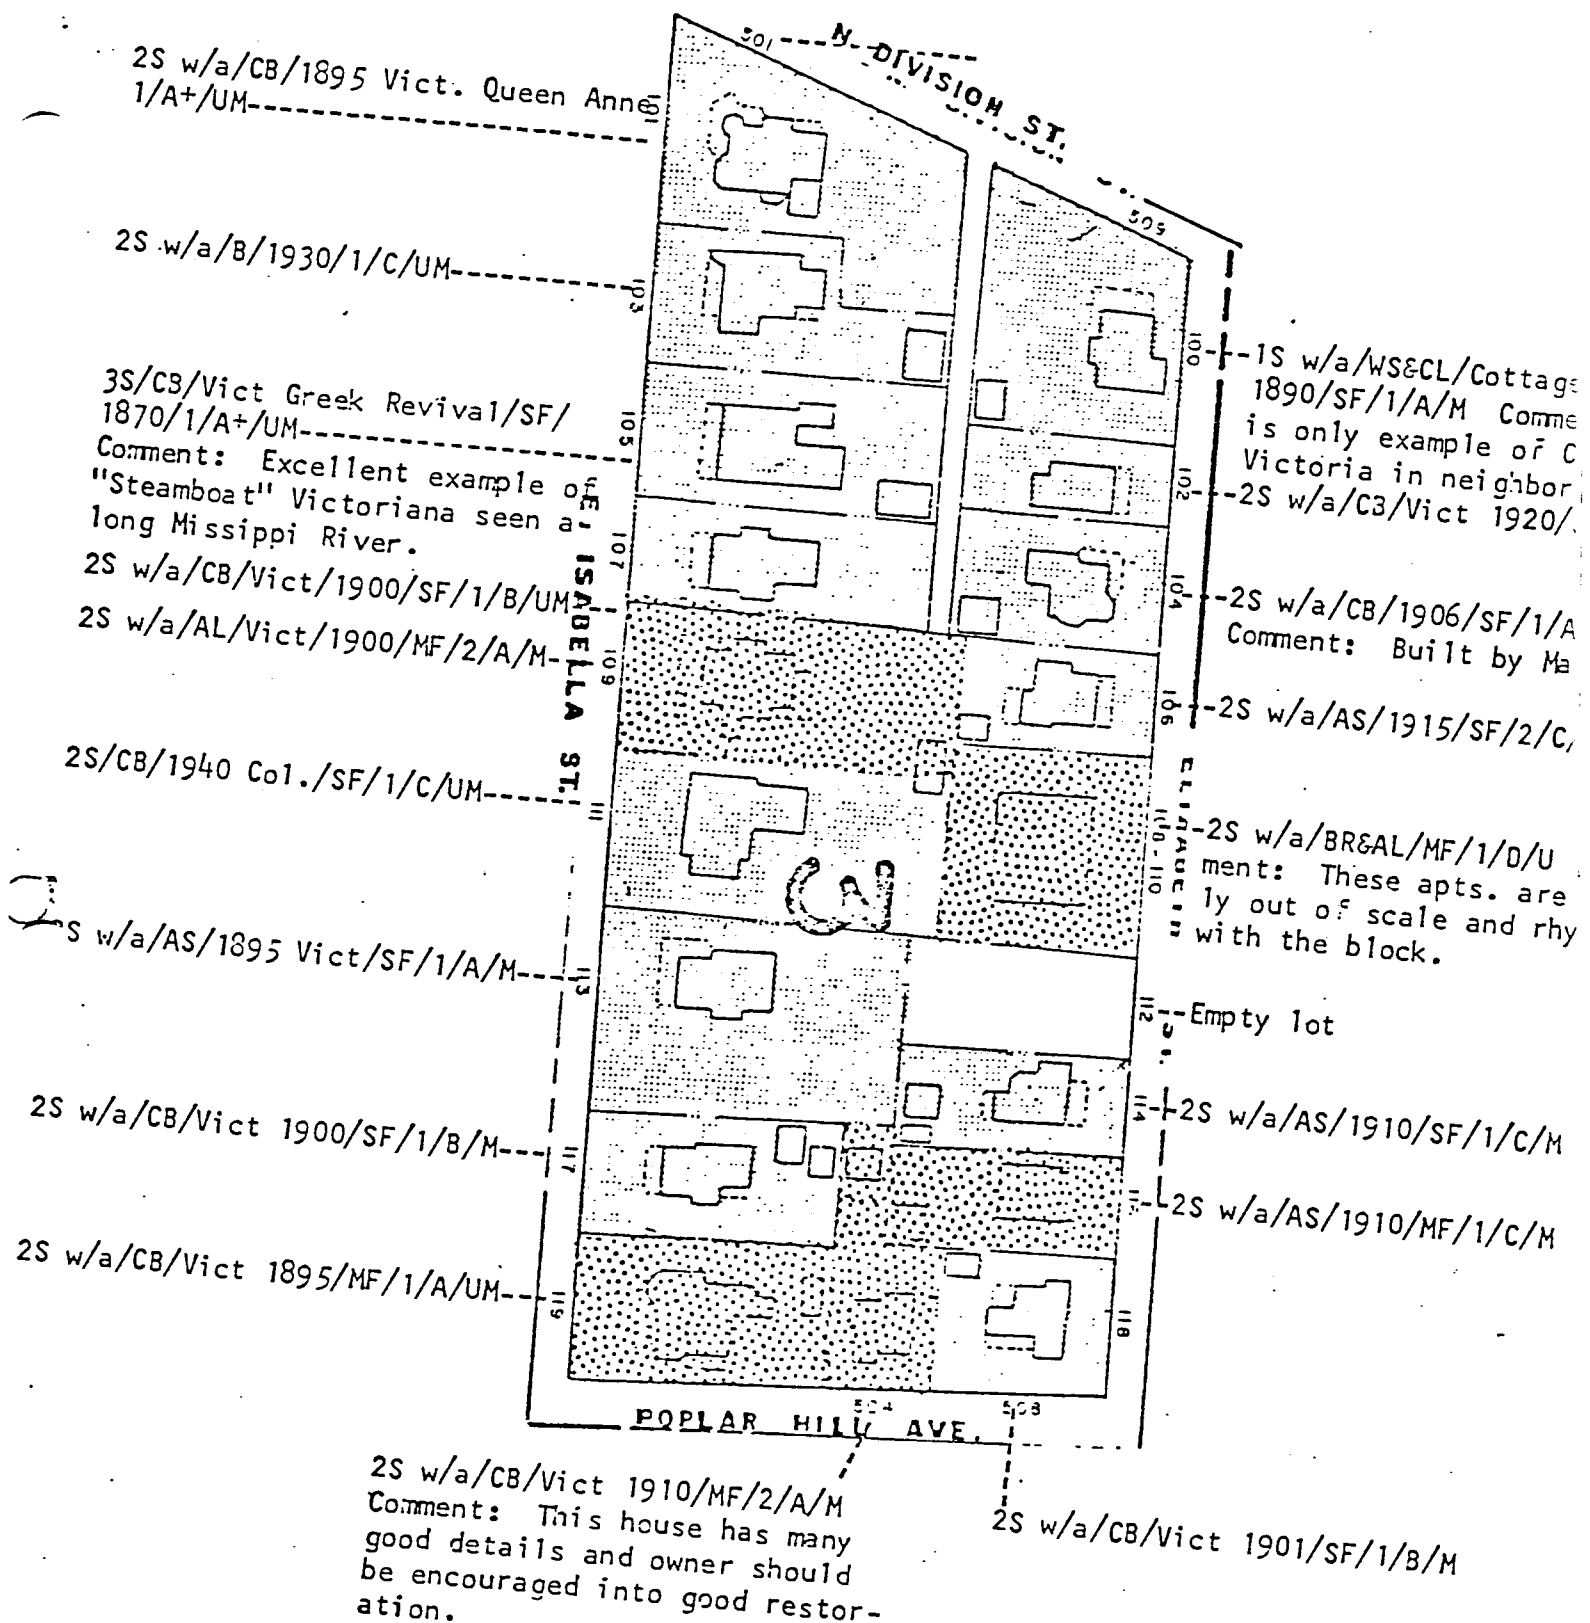 301
N. DIVISION ST.
2S w/a/CB/1895 Vict. Queen Anne
1/A+/UM
101
2S w/a/B/1930/1/C/UM
103
3S/CB/Vict Greek Revival/SF/
1870/1/A+/UM
Comment: Excellent example of
"Steamboat" Victoriana seen a-
long Missippi River.
105
2S w/a/CB/Vict/1900/SF/1/B/UM
107
2S w/a/AL/Vict/1900/MF/2/A/M
109
E. ISABELLA ST.
2S/CB/1940 Col./SF/1/C/UM
111
S w/a/AS/1895 Vict/SF/1/A/M
113
2S w/a/CB/Vict 1900/SF/1/B/M
117
2S w/a/CB/Vict 1895/MF/1/A/UM
119
509
100
1S w/a/WS&CL/Cottage
1890/SF/1/A/M Comme
is only example of C
Victoria in neighbor
102
2S w/a/CB/Vict 1920/
104
2S w/a/CB/1906/SF/1/A
Comment: Built by Ma
106
2S w/a/AS/1915/SF/2/C/
108-110
2S w/a/BR&AL/MF/1/D/U
ment: These apts. are
ly out of scale and rhy
with the block.
ELIZABETH ST.
112
Empty lot
114
2S w/a/AS/1910/SF/1/C/M
2S w/a/AS/1910/MF/1/C/M
118
504
508
POPLAR HILL AVE.
2S w/a/CB/Vict 1910/MF/2/A/M
Comment: This house has many
good details and owner should
be encouraged into good restor-
ation.
2S w/a/CB/Vict 1901/SF/1/B/M